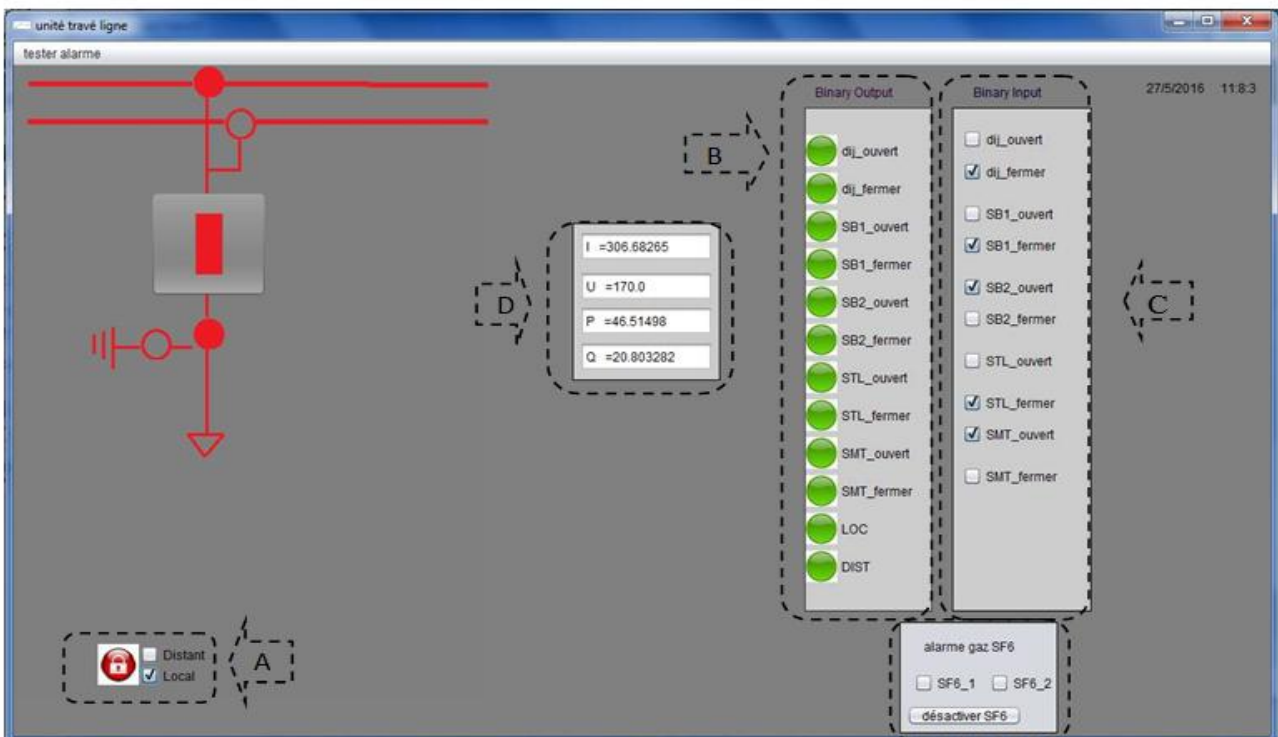 unité travé ligne
tester alarme
27/5/2016 11:8:3
Binary Output
Binary Input
B
dij_ouvert
dij_fermer
SB1_ouvert
SB1_fermer
SB2_ouvert
SB2_fermer
STL_ouvert
STL_fermer
SMT_ouvert
SMT_fermer
LOC
DIST
dij_ouvert
dij_fermer
SB1_ouvert
SB1_fermer
SB2_ouvert
SB2_fermer
STL_ouvert
STL_fermer
SMT_ouvert
SMT_fermer
C
D
I =306.68265
U =170.0
P =46.51498
Q =20.803282
Distant
Local
A
alarme gaz SF6
SF6_1 SF6_2
désactiver SF6